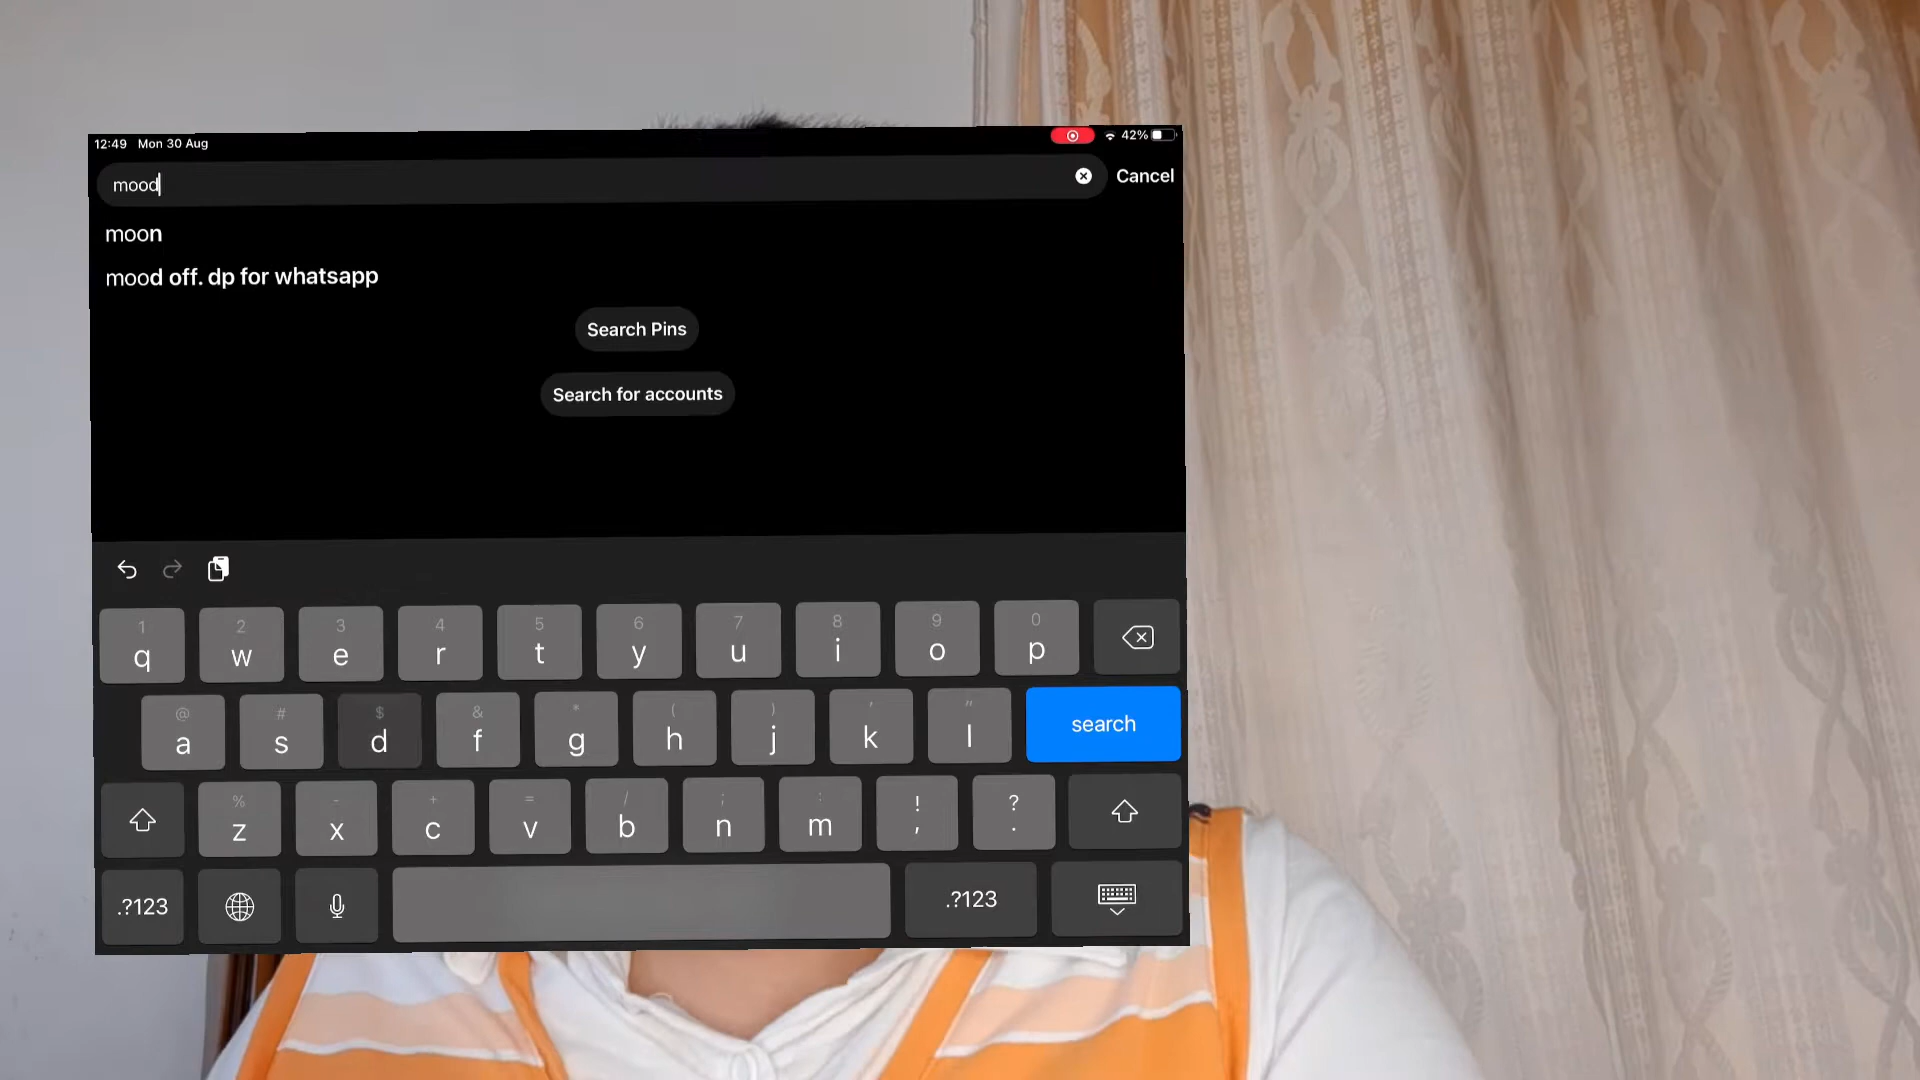 12:49 Mon 30 Aug 42%
mood Cancel
moon
mood off. dp for whatsapp
Search Pins
Search for accounts
1 2 3 4 5 6 7 8 9 0
q w e r t y u i o p
@ # $ & * ( ) ' "
a s d f g h j k l search
% - + = / ; : ! ?
z x c v b n m , .
.?123 .?123